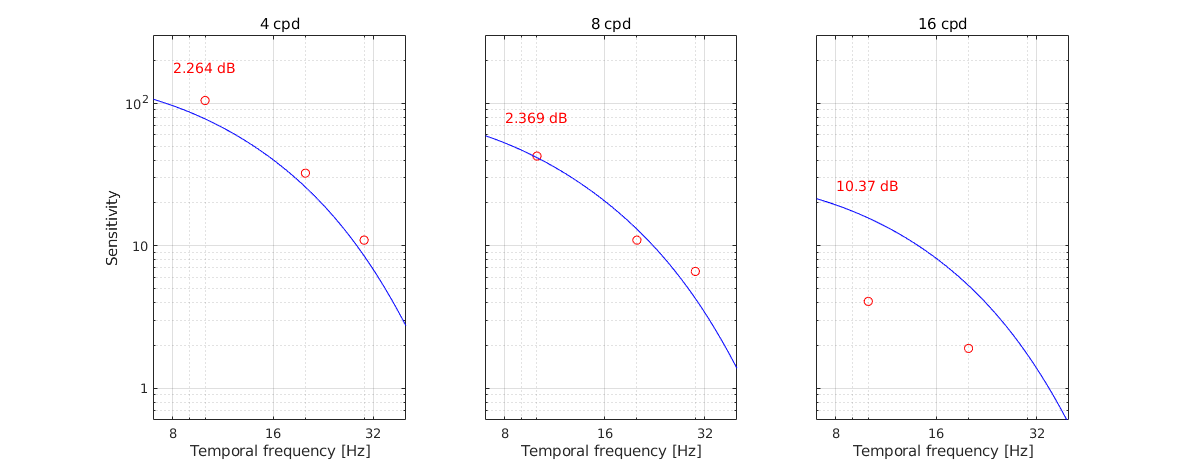 4 cpd
8 cpd
16 cpd
2.264 dB
2.369 dB
10.37 dB
Sensitivity
10²
10
1
8 16 32
8 16 32
8 16 32
Temporal frequency [Hz]
Temporal frequency [Hz]
Temporal frequency [Hz]